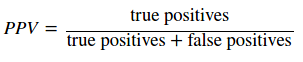 PPV = true positives
true positives + false positives